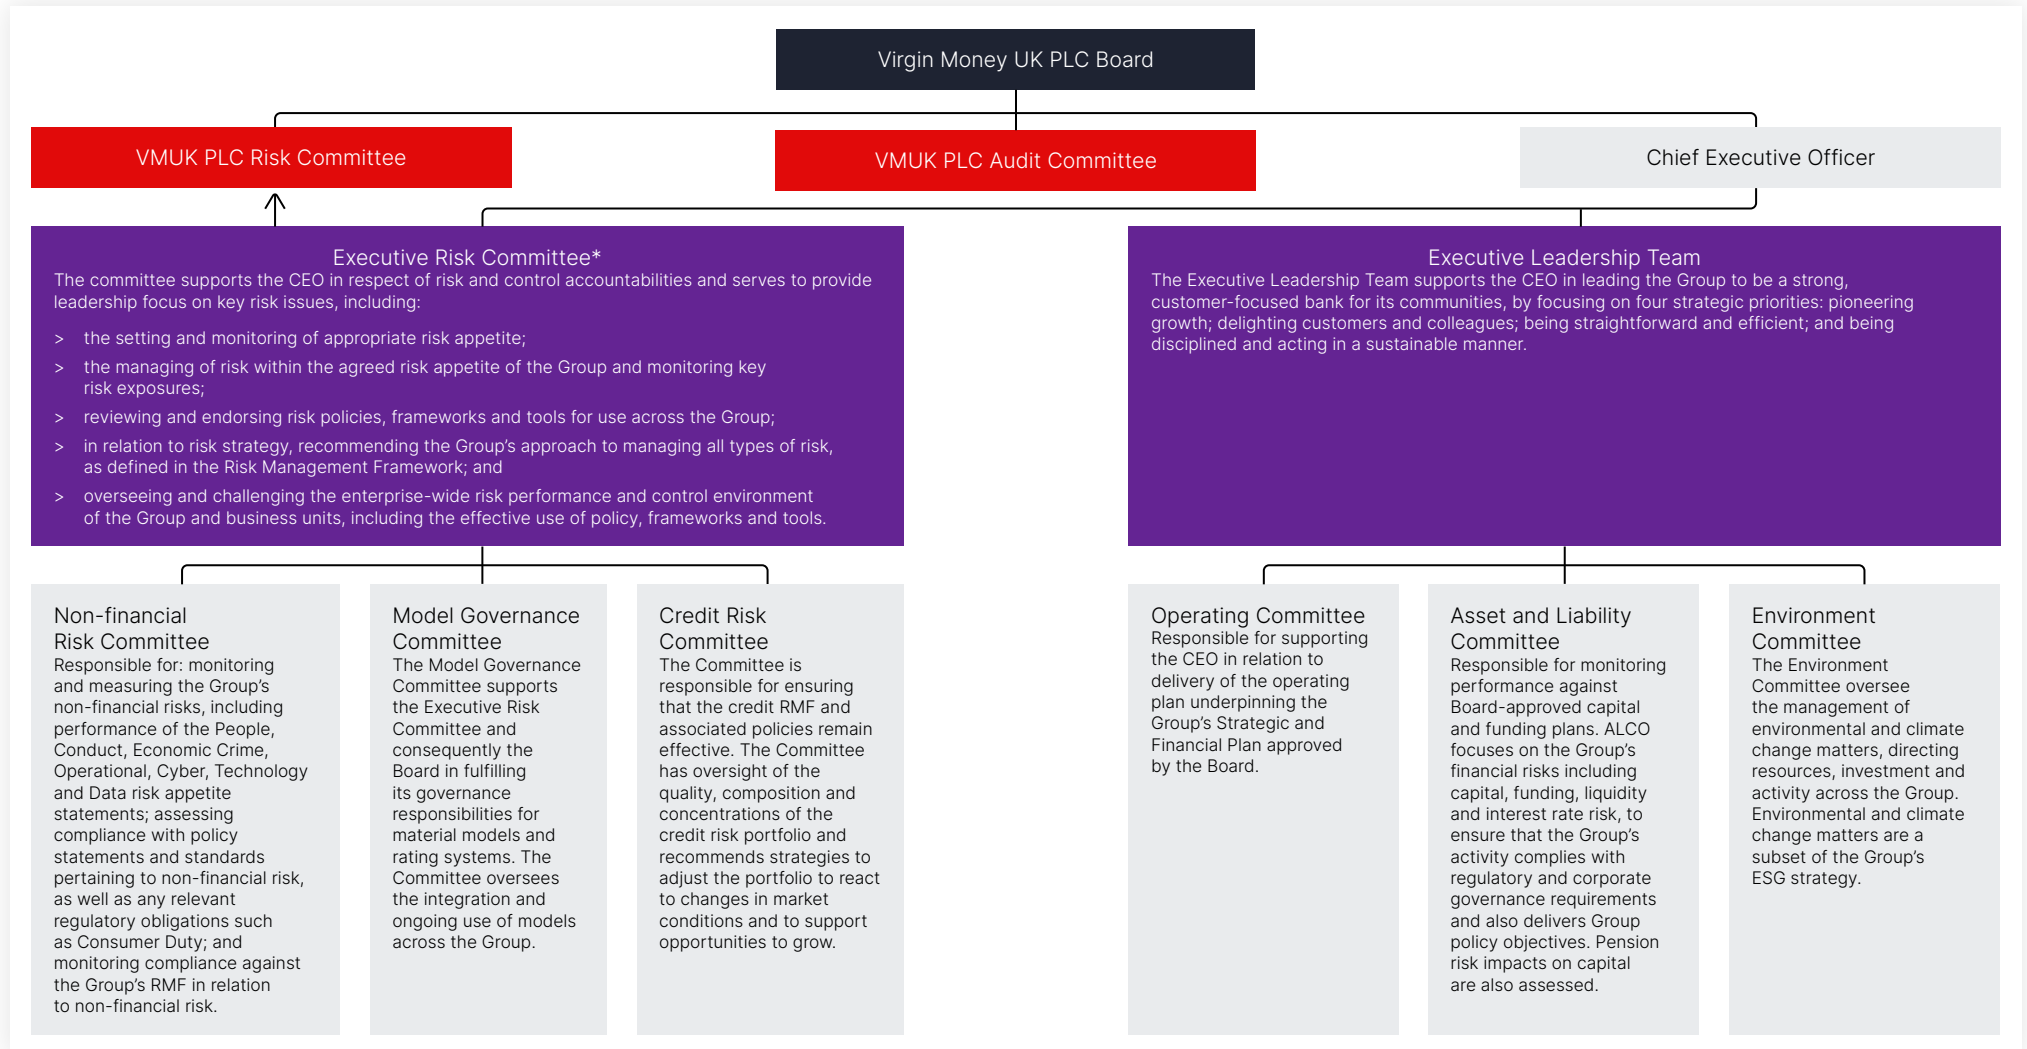 Virgin Money UK PLC Board
VMUK PLC Risk Committee
VMUK PLC Audit Committee
Chief Executive Officer
Executive Risk Committee*
The committee supports the CEO in respect of risk and control accountabilities and serves to provide
leadership focus on key risk issues, including:
> the setting and monitoring of appropriate risk appetite;
> the managing of risk within the agreed risk appetite of the Group and monitoring key
risk exposures;
> reviewing and endorsing risk policies, frameworks and tools for use across the Group;
> in relation to risk strategy, recommending the Group’s approach to managing all types of risk,
as defined in the Risk Management Framework; and
> overseeing and challenging the enterprise-wide risk performance and control environment
of the Group and business units, including the effective use of policy, frameworks and tools.
Executive Leadership Team
The Executive Leadership Team supports the CEO in leading the Group to be a strong,
customer-focused bank for its communities, by focusing on four strategic priorities: pioneering
growth; delighting customers and colleagues; being straightforward and efficient; and being
disciplined and acting in a sustainable manner.
Non-financial
Risk Committee
Responsible for: monitoring
and measuring the Group’s
non-financial risks, including
performance of the People,
Conduct, Economic Crime,
Operational, Cyber, Technology
and Data risk appetite
statements; assessing
compliance with policy
statements and standards
pertaining to non-financial risk,
as well as any relevant
regulatory obligations such
as Consumer Duty; and
monitoring compliance against
the Group’s RMF in relation
to non-financial risk.
Model Governance
Committee
The Model Governance
Committee supports
the Executive Risk
Committee and
consequently the
Board in fulfilling
its governance
responsibilities for
material models and
rating systems. The
Committee oversees
the integration and
ongoing use of models
across the Group.
Credit Risk
Committee
The Committee is
responsible for ensuring
that the credit RMF and
associated policies remain
effective. The Committee
has oversight of the
quality, composition and
concentrations of the
credit risk portfolio and
recommends strategies to
adjust the portfolio to react
to changes in market
conditions and to support
opportunities to grow.
Operating Committee
Responsible for supporting
the CEO in relation to
delivery of the operating
plan underpinning the
Group’s Strategic and
Financial Plan approved
by the Board.
Asset and Liability
Committee
Responsible for monitoring
performance against
Board-approved capital
and funding plans. ALCO
focuses on the Group’s
financial risks including
capital, funding, liquidity
and interest rate risk, to
ensure that the Group’s
activity complies with
regulatory and corporate
governance requirements
and also delivers Group
policy objectives. Pension
risk impacts on capital
are also assessed.
Environment
Committee
The Environment
Committee oversee
the management of
environmental and climate
change matters, directing
resources, investment and
activity across the Group.
Environmental and climate
change matters are a
subset of the Group’s
ESG strategy.